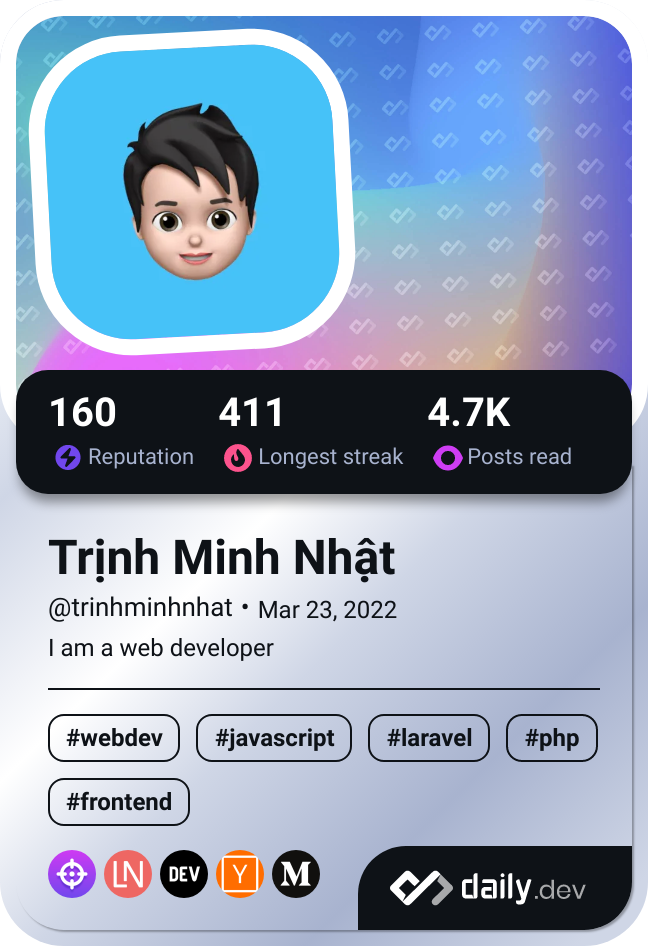 160 411 4.7K
Reputation Longest streak Posts read
Trịnh Minh Nhật
@trinhminhnhat • Mar 23, 2022
I am a web developer
#webdev #javascript #laravel #php
#frontend
LN DEV Y M
daily.dev